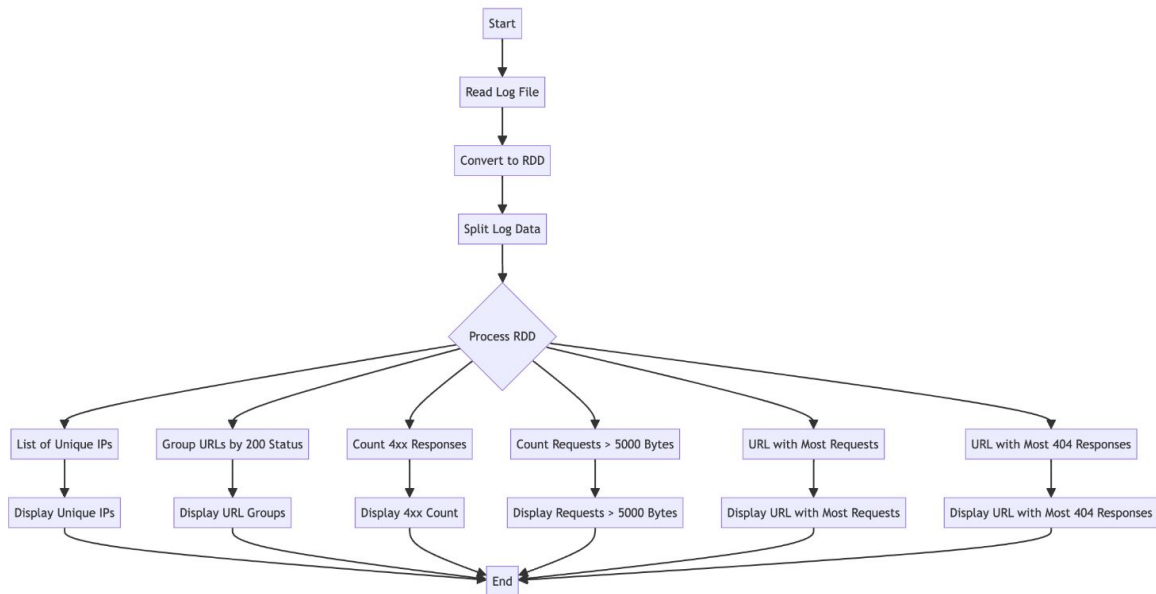 Start
Read Log File
Convert to RDD
Split Log Data
Process RDD
List of Unique IPs
Group URLs by 200 Status
Count 4xx Responses
Count Requests > 5000 Bytes
URL with Most Requests
URL with Most 404 Responses
Display Unique IPs
Display URL Groups
Display 4xx Count
Display Requests > 5000 Bytes
Display URL with Most Requests
Display URL with Most 404 Responses
End